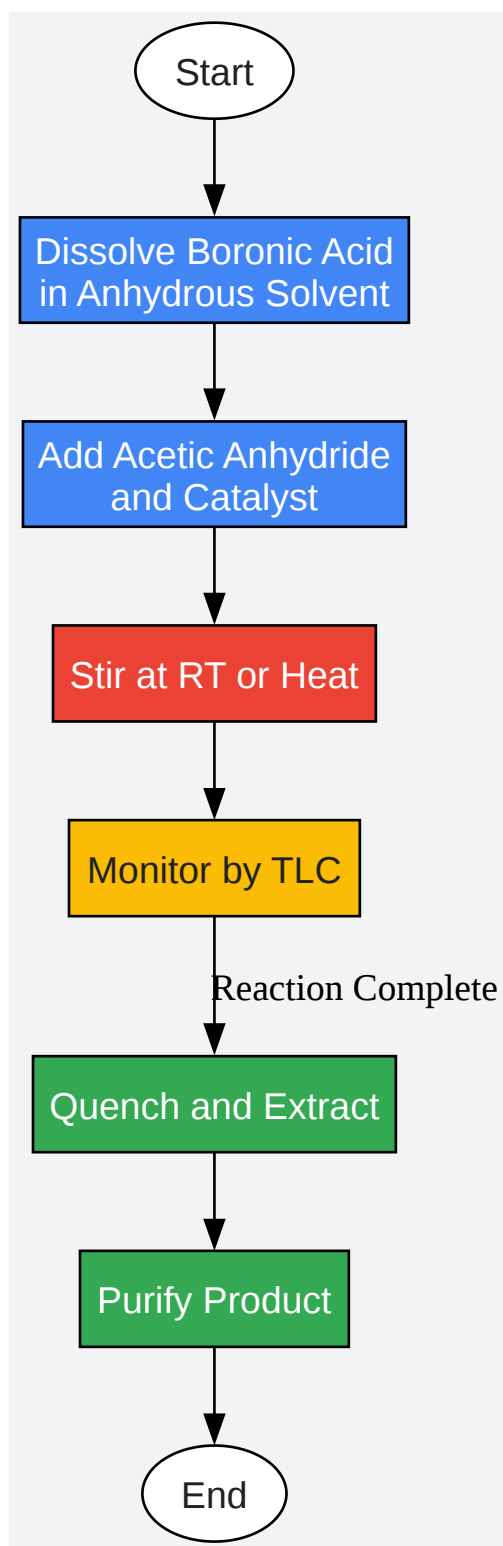 Start
Dissolve Boronic Acid
in Anhydrous Solvent
Add Acetic Anhydride
and Catalyst
Stir at RT or Heat
Monitor by TLC
Reaction Complete
Quench and Extract
Purify Product
End